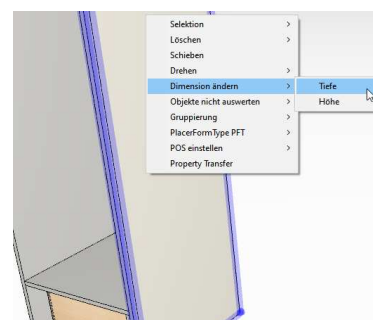 Selektion
Löschen
Schieben
Drehen
Dimension ändern
Tiefe
Objekte nicht auswerten
Höhe
Gruppierung
PlacerFormType PFT
POS einstellen
Property Transfer